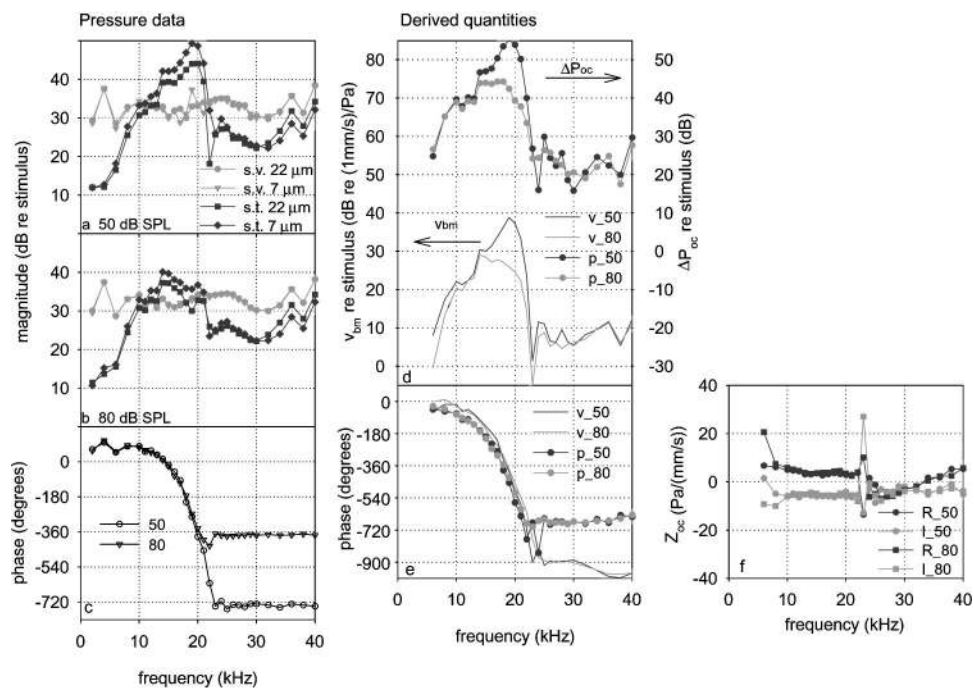 Pressure data
Derived quantities
magnitude (dB re stimulus)
40
30
20
10
s.v. 22 µm
s.v. 7 µm
s.t. 22 µm
s.t. 7 µm
a 50 dB SPL
40
30
20
10
b 80 dB SPL
phase (degrees)
0
-180
-360
-540
-720
50
80
c
0
10
20
30
40
frequency (kHz)
v_bm re stimulus (dB re (1mm/s)/Pa)
80
70
60
50
40
30
20
10
0
ΔP_oc
50
40
30
20
10
0
-10
-20
-30
ΔP_oc re stimulus (dB)
v_bm
v_50
v_80
p_50
p_80
d
phase (degrees)
0
-180
-360
-540
-720
-900
v_50
v_80
p_50
p_80
e
0
10
20
30
40
frequency (kHz)
Z_oc (Pa/(mm/s))
40
20
0
-20
-40
R_50
I_50
R_80
I_80
f
0
10
20
30
40
frequency (kHz)